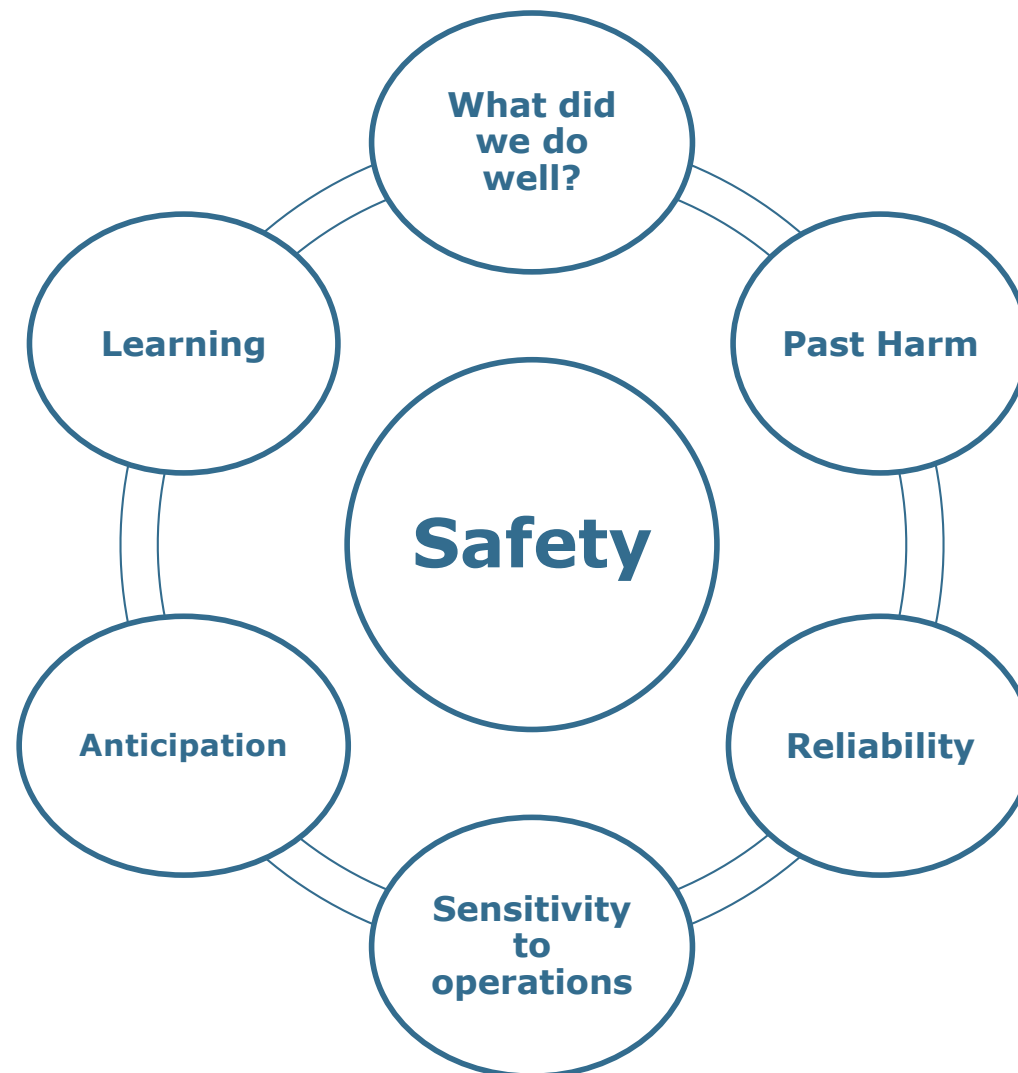 What did
we do
well?
Learning
Past Harm
Safety
Anticipation
Reliability
Sensitivity
to
operations